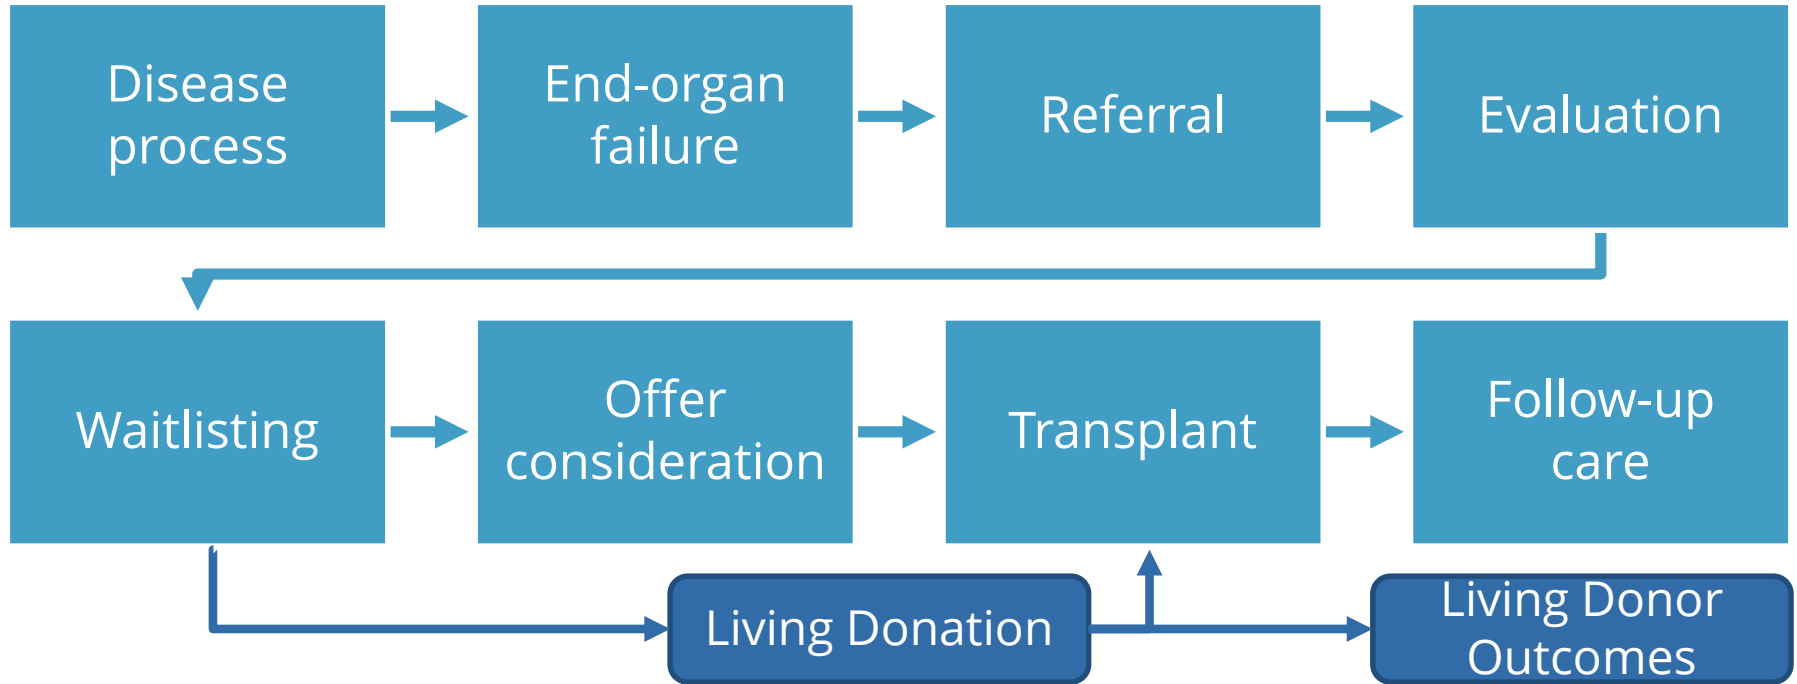 Disease
process
End-organ
failure
Referral
Evaluation
Waitlisting
Offer
consideration
Transplant
Follow-up
care
Living Donation
Living Donor
Outcomes